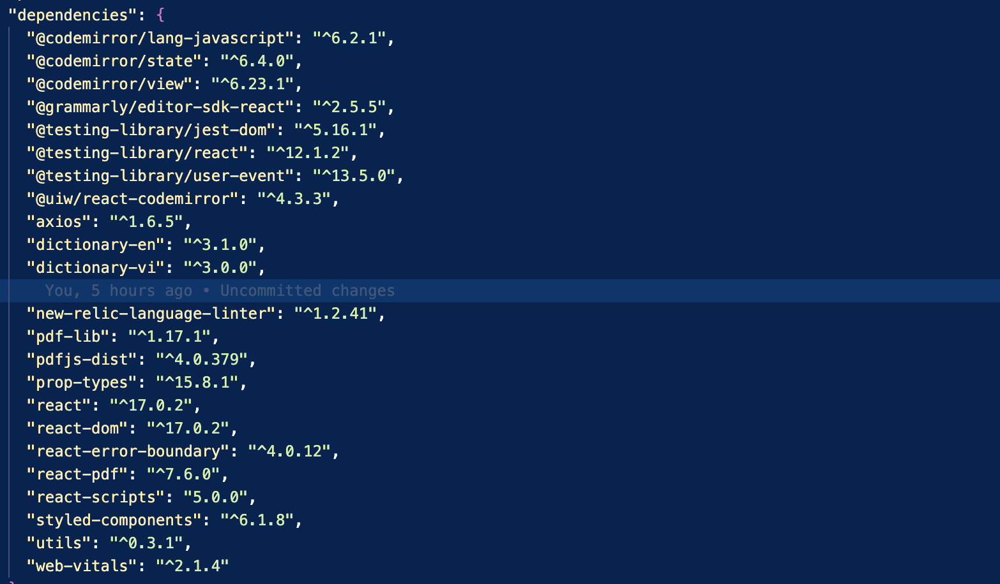 "dependencies": {
"@codemirror/lang-javascript": "^6.2.1",
"@codemirror/state": "^6.4.0",
"@codemirror/view": "^6.23.1",
"@grammarly/editor-sdk-react": "^2.5.5",
"@testing-library/jest-dom": "^5.16.1",
"@testing-library/react": "^12.1.2",
"@testing-library/user-event": "^13.5.0",
"@uiw/react-codemirror": "^4.3.3",
"axios": "^1.6.5",
"dictionary-en": "^3.1.0",
"dictionary-vi": "^3.0.0",
You, 5 hours ago • Uncommitted changes
"new-relic-language-linter": "^1.2.41",
"pdf-lib": "^1.17.1",
"pdfjs-dist": "^4.0.379",
"prop-types": "^15.8.1",
"react": "^17.0.2",
"react-dom": "^17.0.2",
"react-error-boundary": "^4.0.12",
"react-pdf": "^7.6.0",
"react-scripts": "5.0.0",
"styled-components": "^6.1.8",
"utils": "^0.3.1",
"web-vitals": "^2.1.4"